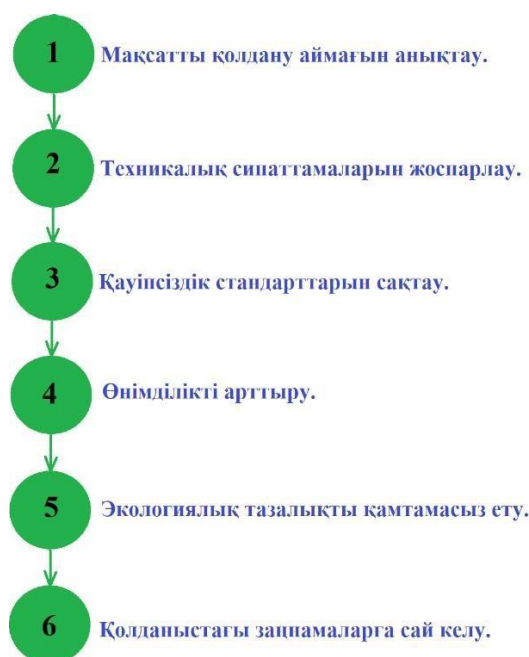 1 Мақсатты қолдану аймағын анықтау.
2 Техникалық сипаттамаларын жоспарлау.
3 Қауіпсіздік стандарттарын сақтау.
4 Өнімділікті арттыру.
5 Экологиялық тазалықты қамтамасыз ету.
6 Қолданыстағы заңнамаларға сай келу.